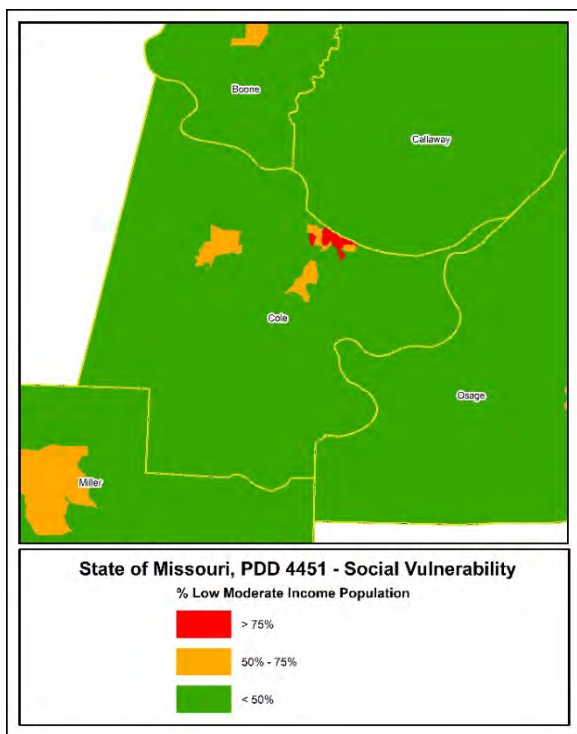 Boone
Callaway
Cole
Osage
Miller
State of Missouri, PDD 4451 - Social Vulnerability
% Low Moderate Income Population
> 75%
50% - 75%
< 50%